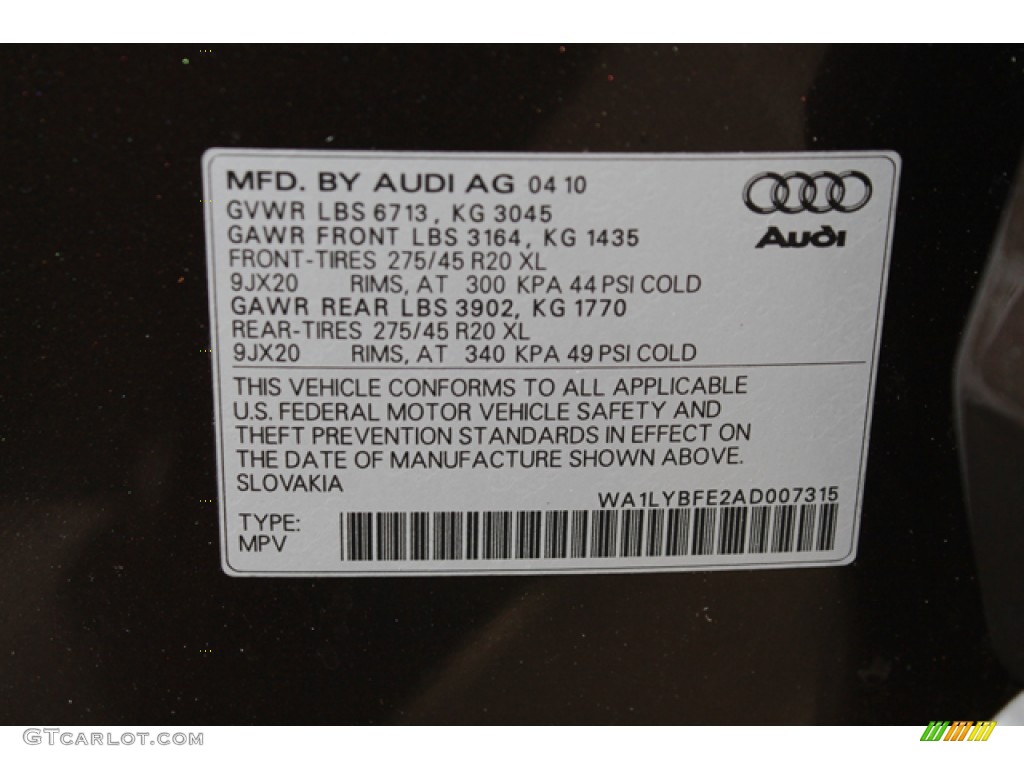 MFD. BY AUDI AG 04 10
GVWR LBS 6713, KG 3045
GAWR FRONT LBS 3164, KG 1435
FRONT-TIRES 275/45 R20 XL
9JX20 RIMS, AT 300 KPA 44 PSI COLD
GAWR REAR LBS 3902, KG 1770
REAR-TIRES 275/45 R20 XL
9JX20 RIMS, AT 340 KPA 49 PSI COLD
Audi
THIS VEHICLE CONFORMS TO ALL APPLICABLE
U.S. FEDERAL MOTOR VEHICLE SAFETY AND
THEFT PREVENTION STANDARDS IN EFFECT ON
THE DATE OF MANUFACTURE SHOWN ABOVE.
SLOVAKIA
WA1LYBFE2AD007315
TYPE:
MPV
GTCarlot.com